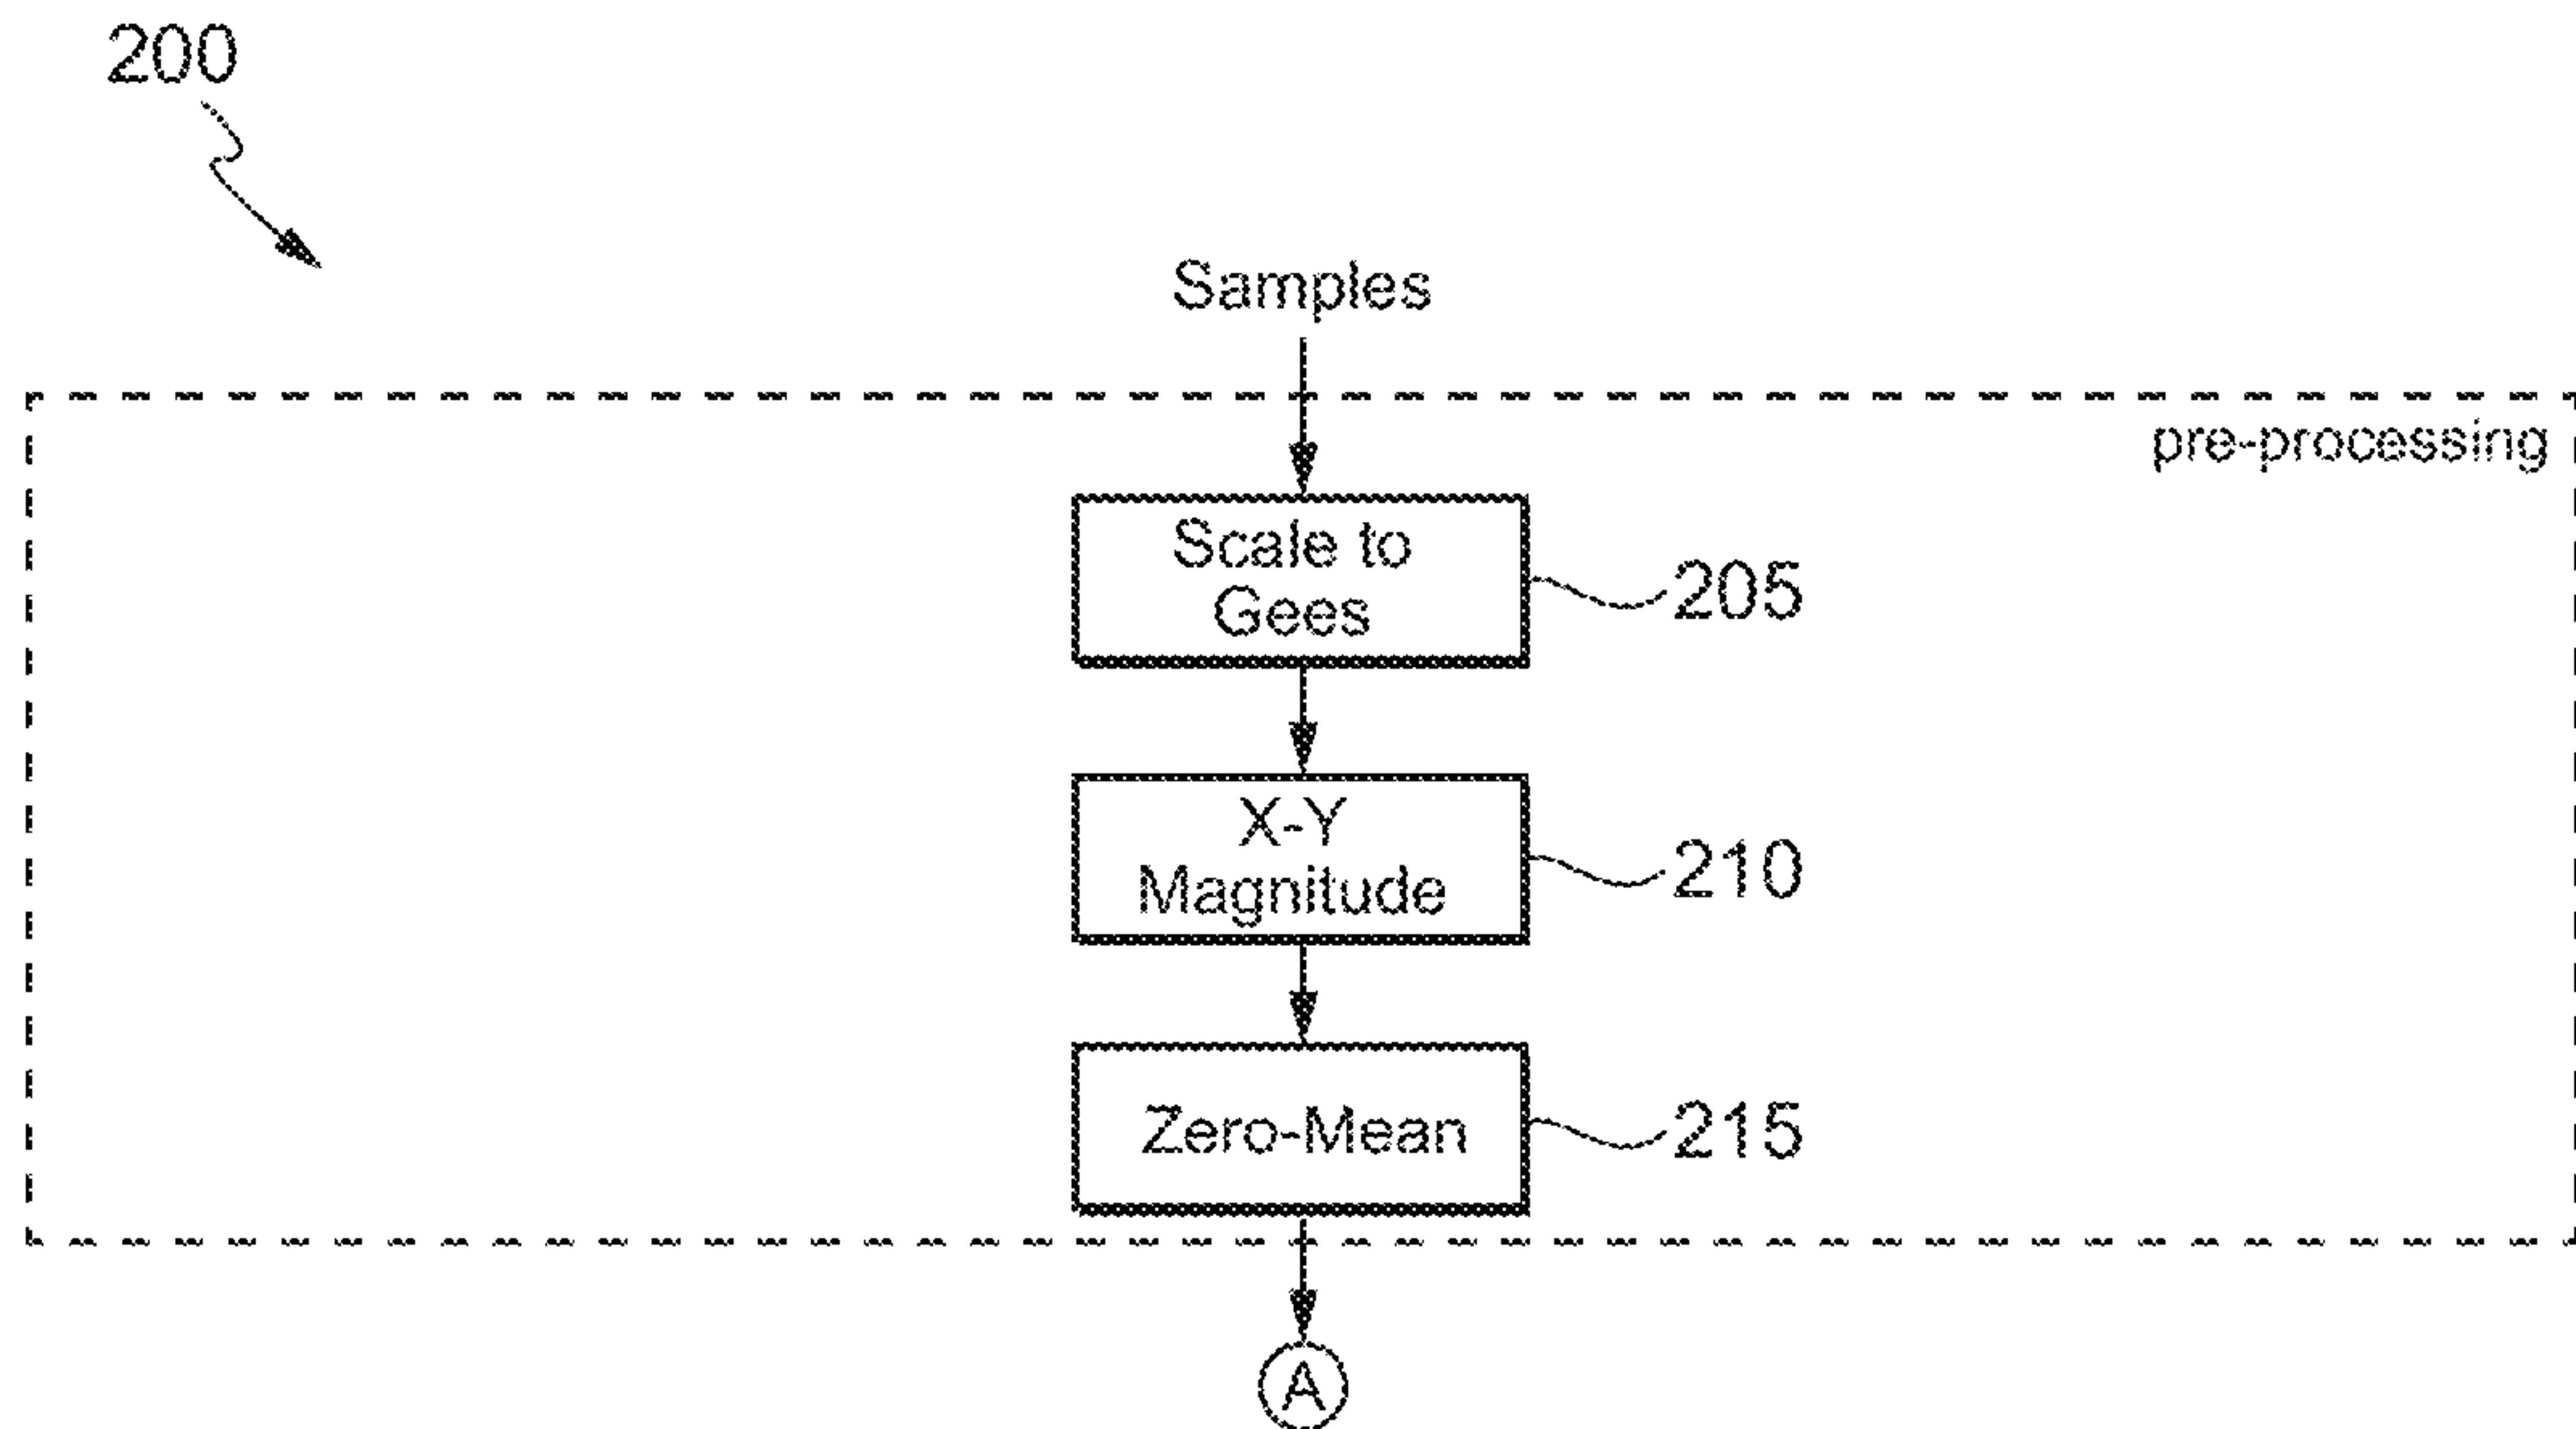 200
Samples
pre-processing
Scale to
Gees
205
X-Y
Magnitude
210
Zero-Mean
215
A